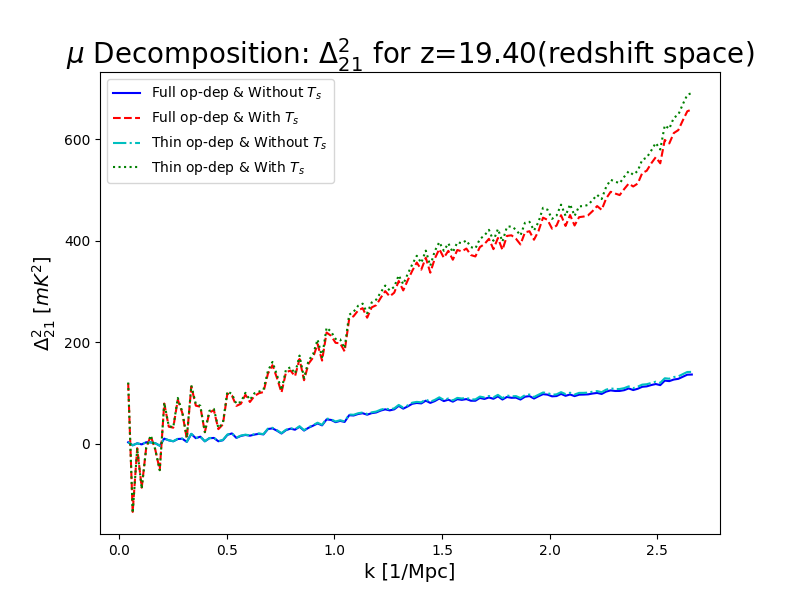 μ Decomposition: Δ²₂₁ for z=19.40(redshift space)
Full op-dep & Without Tₛ
Full op-dep & With Tₛ
Thin op-dep & Without Tₛ
Thin op-dep & With Tₛ
600
400
200
0
Δ²₂₁ [mK²]
0.0 0.5 1.0 1.5 2.0 2.5
k [1/Mpc]